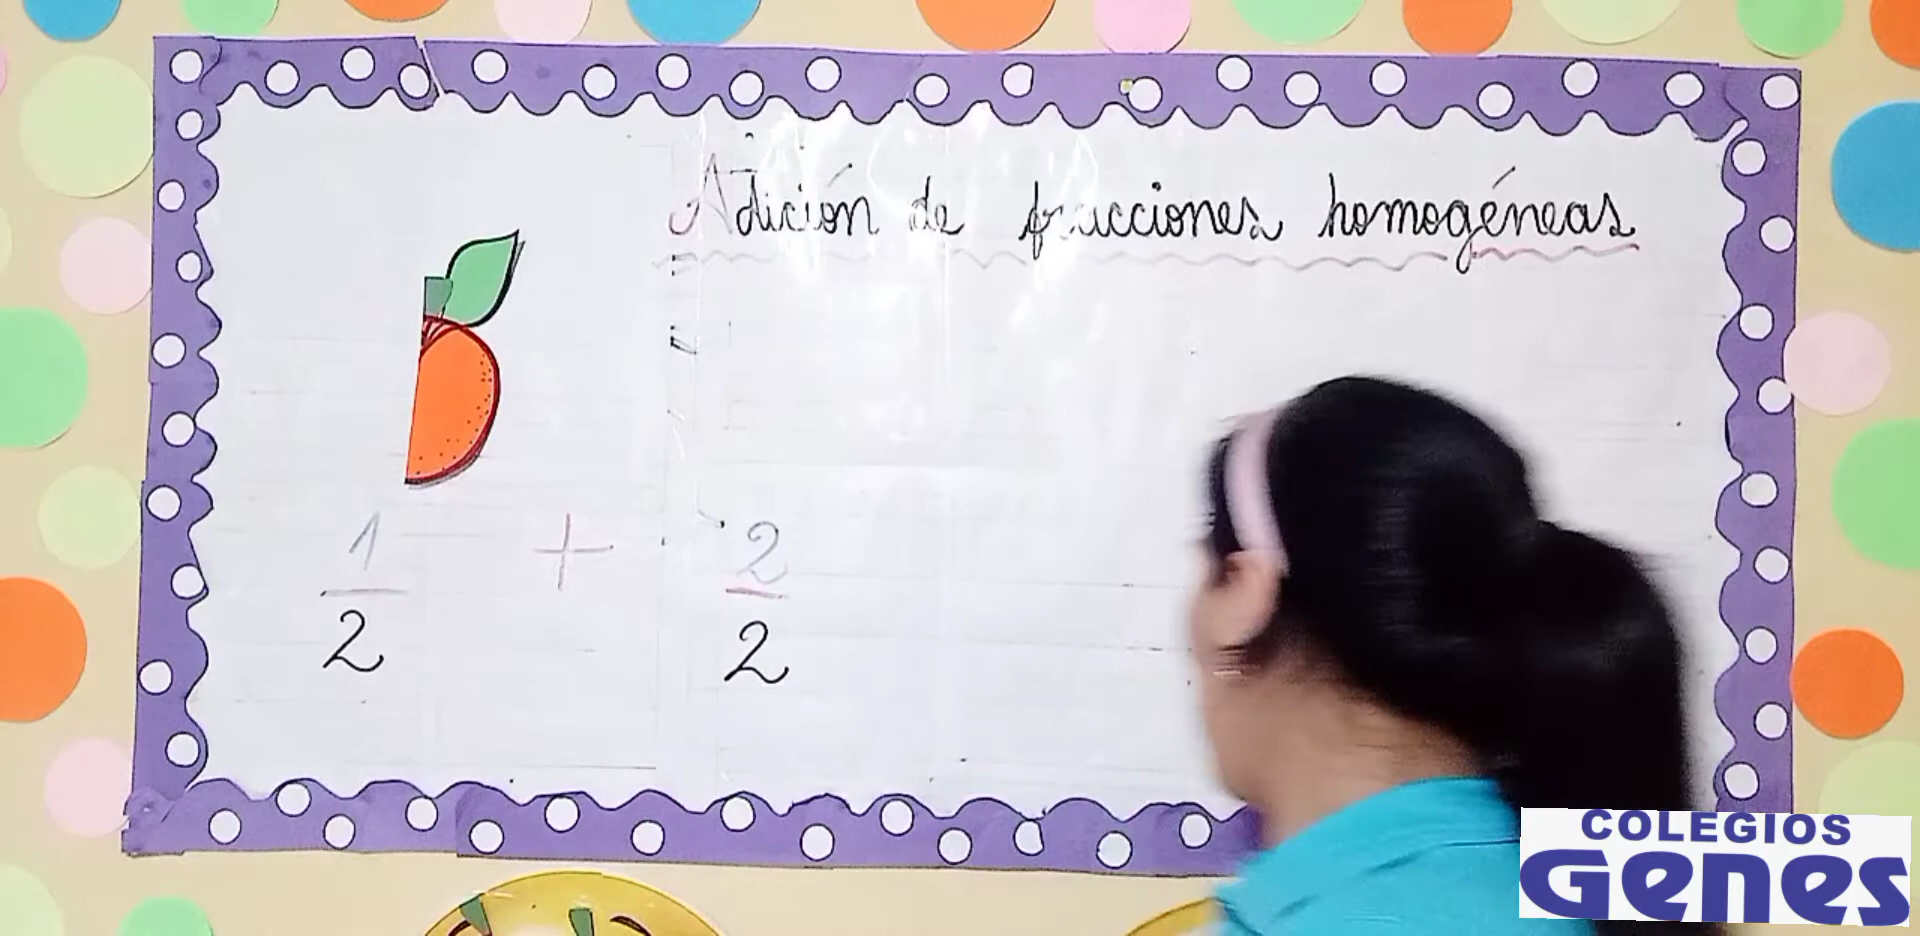 Adición de fracciones homogéneas
1 + 2
2 2
COLEGIOS
Genes